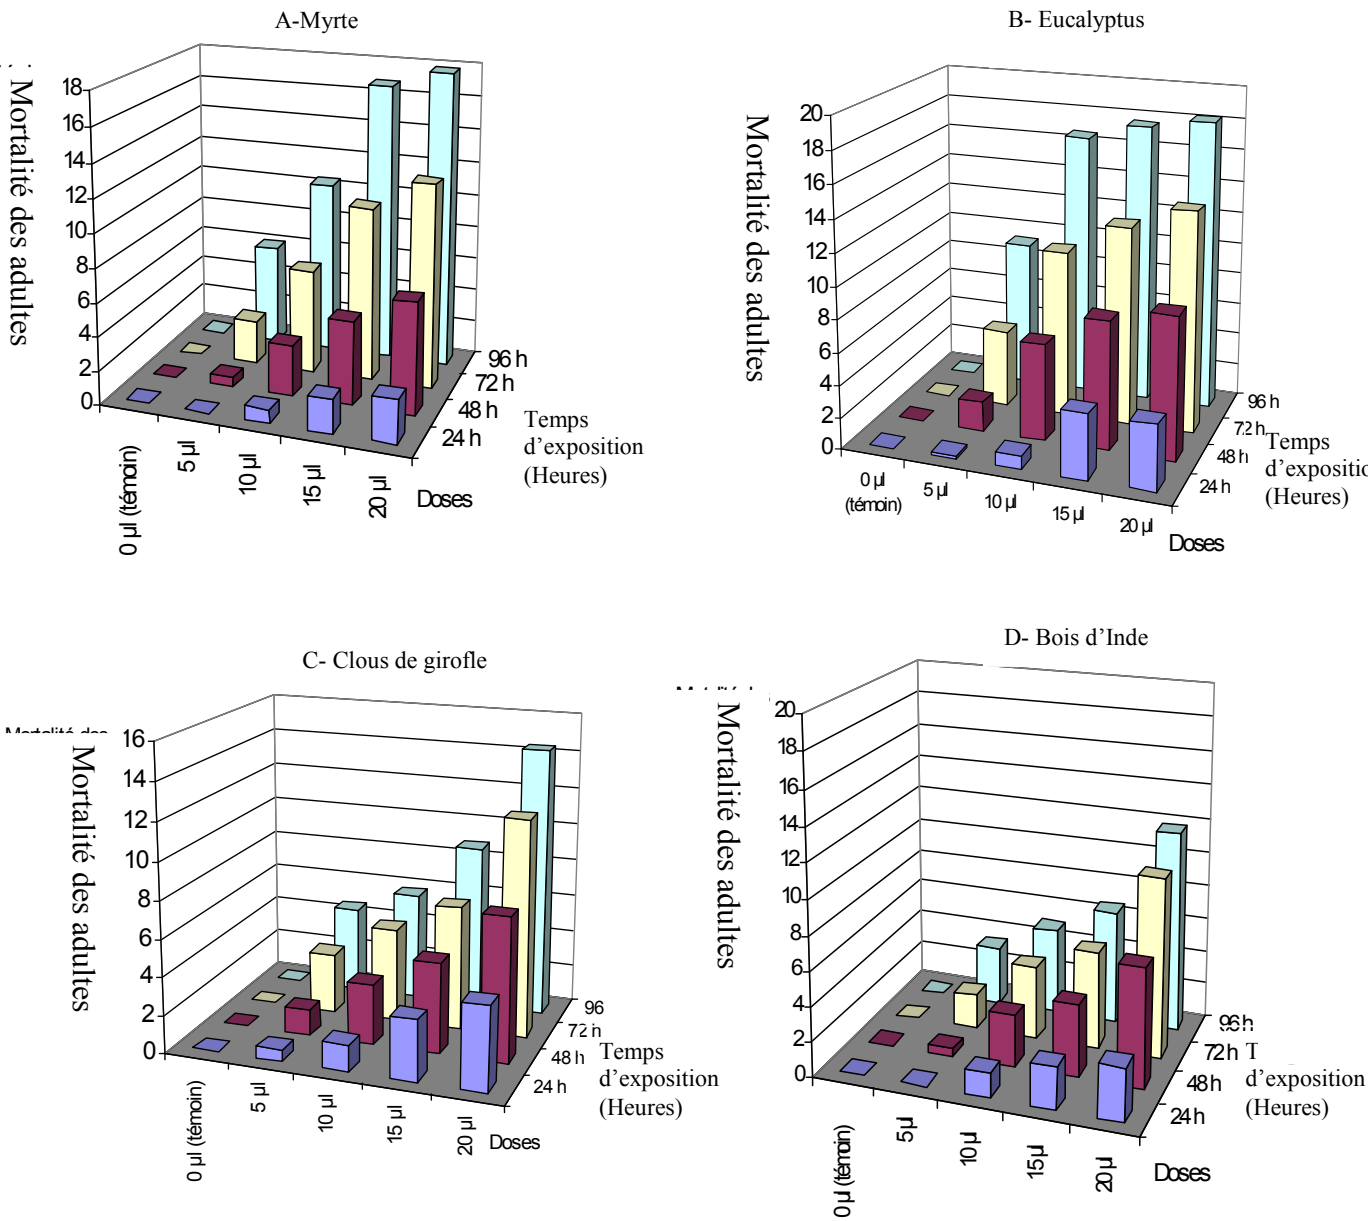 A-Myrte
Mortalité des adultes
18
16
14
12
10
8
6
4
2
0
0 µl (témoin)
5 µl
10 µl
15 µl
20 µl
Doses
24 h
48 h
72 h
96 h
Temps
d’exposition
(Heures)
B- Eucalyptus
Mortalité des adultes
20
18
16
14
12
10
8
6
4
2
0
0 µl
(témoin)
5 µl
10 µl
15 µl
20 µl
Doses
24 h
48 h
72 h
96 h
Temps
d’expositio
(Heures)
C- Clous de girofle
Mortalité des
Mortalité des adultes
16
14
12
10
8
6
4
2
0
0 µl (témoin)
5 µl
10 µl
15 µl
20 µl
Doses
24 h
48 h
72 h
96
Temps
d’exposition
(Heures)
D- Bois d’Inde
Mortalité des adultes
20
18
16
14
12
10
8
6
4
2
0
0 µl (témoin)
5 µl
10 µl
15 µl
20 µl
Doses
24 h
48 h
72 h
96 h
T
d’exposition
(Heures)